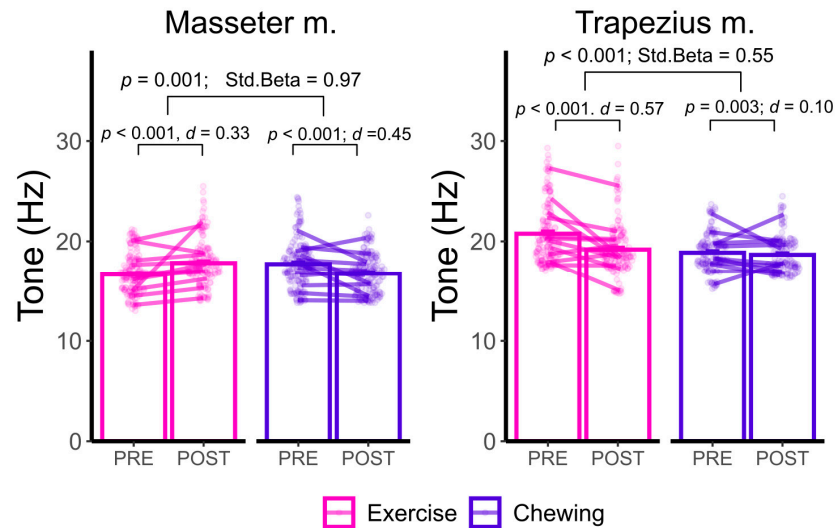 Masseter m.
Trapezius m.
p = 0.001; Std.Beta = 0.97
p < 0.001; Std.Beta = 0.55
p < 0.001, d = 0.33
p < 0.001; d =0.45
p < 0.001. d = 0.57
p = 0.003; d = 0.10
Tone (Hz)
30
20
10
0
Tone (Hz)
30
20
10
0
PRE POST PRE POST
PRE POST PRE POST
Exercise Chewing